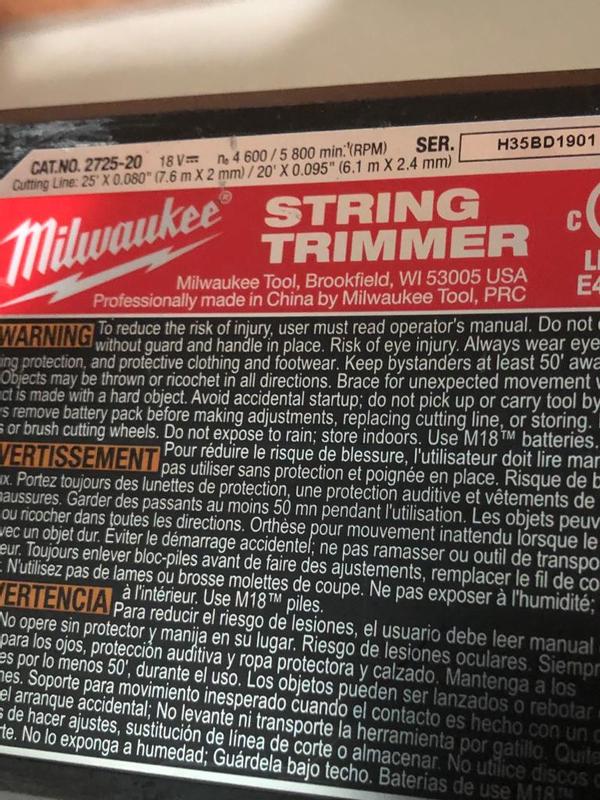 CAT.NO. 2725-20 18 V⎓ n₀ 4 600 / 5 800 min.⁻¹(RPM) SER. H35BD1901
Cutting Line: 25' X 0.080" (7.6 m X 2 mm) / 20' X 0.095" (6.1 m X 2.4 mm)
Milwaukee® STRING
TRIMMER
C
Milwaukee Tool, Brookfield, WI 53005 USA
Professionally made in China by Milwaukee Tool, PRC
WARNING To reduce the risk of injury, user must read operator's manual. Do not
without guard and handle in place. Risk of eye injury. Always wear eye
ing protection, and protective clothing and footwear. Keep bystanders at least 50' awa
Objects may be thrown or ricochet in all directions. Brace for unexpected movement
ct is made with a hard object. Avoid accidental startup; do not pick up or carry tool by
s remove battery pack before making adjustments, replacing cutting line, or storing.
s or brush cutting wheels. Do not expose to rain; store indoors. Use M18™ batteries.
VERTISSEMENT Pour réduire le risque de blessure, l'utilisateur doit lire man
pas utiliser sans protection et poignée en place. Risque de b
ux. Portez toujours des lunettes de protection, une protection auditive et vêtements de
haussures. Garder des passants au moins 50 mn pendant l'utilisation. Les objets peuv
ou ricocher dans toutes les directions. Orthèse pour mouvement inattendu lorsque le
vec un objet dur. Éviter le démarrage accidentel; ne pas ramasser ou outil de transpo
eur. Toujours enlever bloc-piles avant de faire des ajustements, remplacer le fil de co
. N'utilisez pas de lames ou brosse molettes de coupe. Ne pas exposer à l'humidité;
à l'intérieur. Use M18™ piles.
VERTENCIA Para reducir el riesgo de lesiones, el usuario debe leer manual
No opere sin protector y manija en su lugar. Riesgo de lesiones oculares. Siempr
para los ojos, protección auditiva y ropa protectora y calzado. Mantenga a los
es por lo menos 50', durante el uso. Los objetos pueden ser lanzados o rebotar
nes. Soporte para movimiento inesperado cuando el contacto es hecho con un
el arranque accidental; No levante ni transporte la herramienta por gatillo. Quite
s de hacer ajustes, sustitución de línea de corte o almacenar. No utilice discos
rte. No lo exponga a humedad; Guárdela bajo techo. Baterías de use M18™